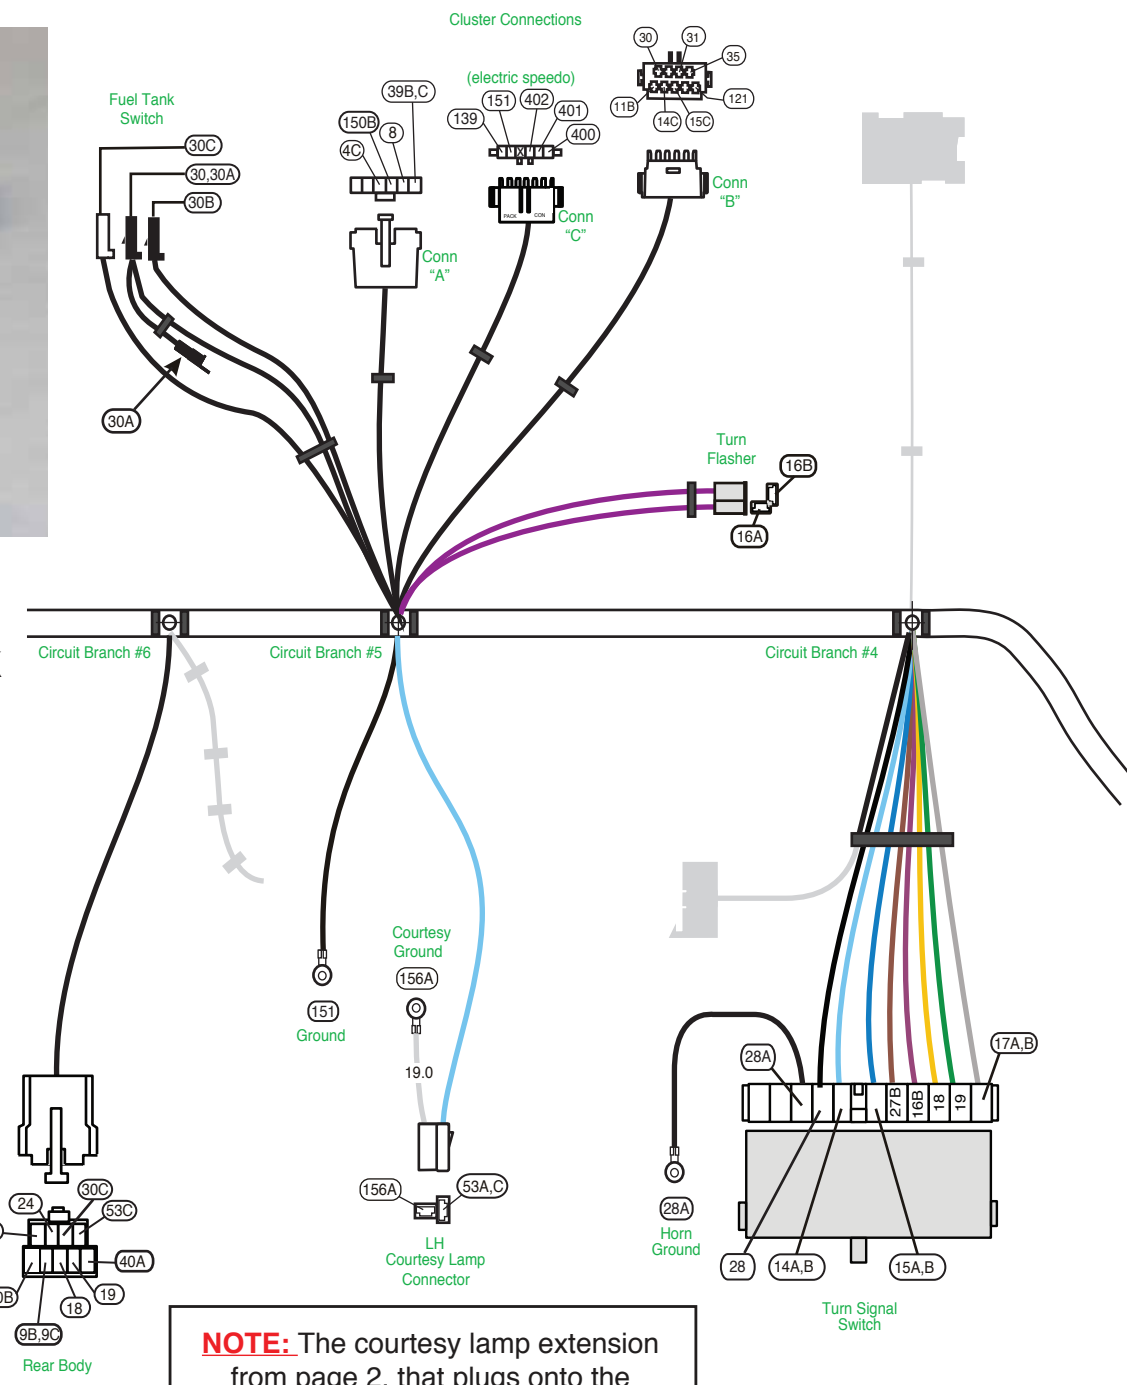 Cluster Connections
30
31
35
(electric speedo)
39B,C
151
402
401
139
400
11B
14C
15C
121
Fuel Tank
Switch
150B
8
4C
30C
30,30A
30B
PACK
CON
Conn
"A"
Conn
"C"
Conn
"B"
30A
Turn
Flasher
16B
16A
Circuit Branch #6
Circuit Branch #5
Circuit Branch #4
Courtesy
Ground
156A
151
Ground
19.0
28A
17A,B
27B
16B
18
19
156A
53A,C
LH
Courtesy Lamp
Connector
28A
Horn
Ground
28
14A,B
15A,B
Turn Signal
Switch
24
30C
53C
40A
19
18
9B,9C
Rear Body
NOTE: The courtesy lamp extension
from page 2, that plugs onto the